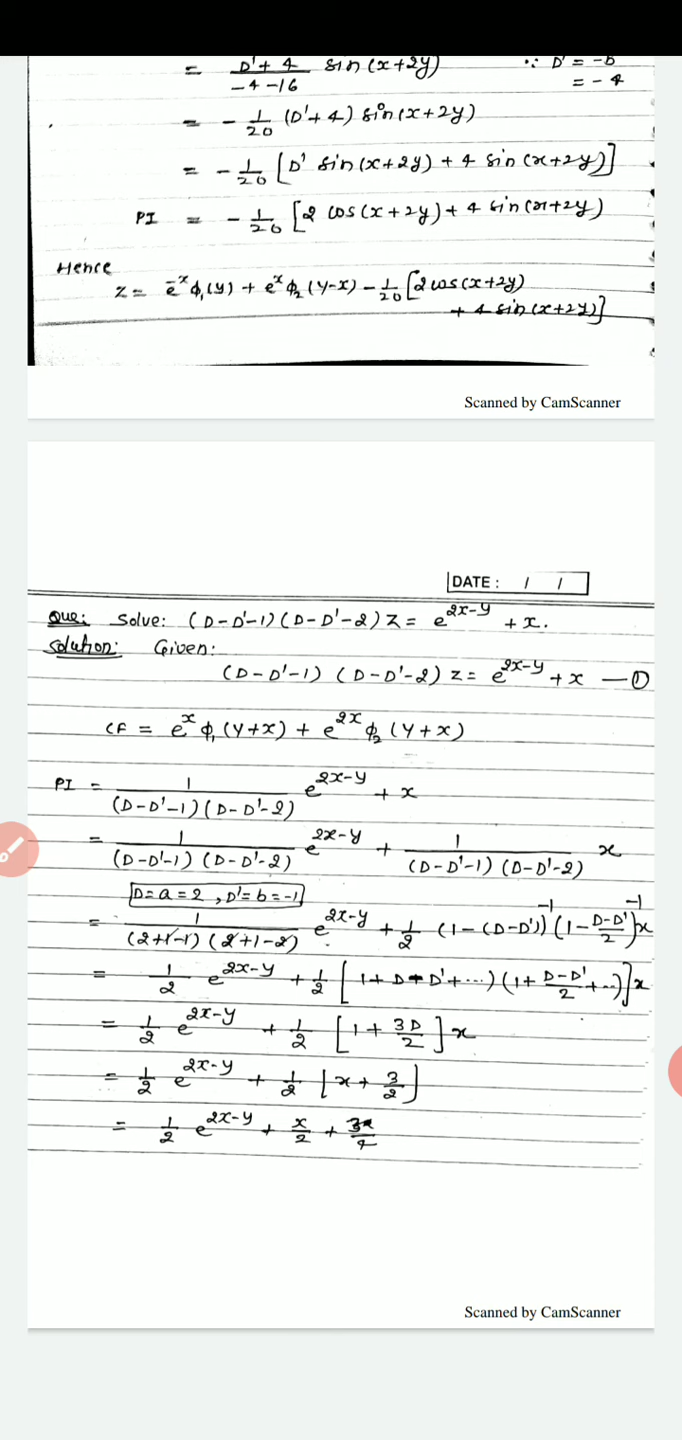 = D'+4 / -4-16 sin(x+2y) ∵ D² = -b²
= -4
= - 1/20 (D'+4) sin(x+2y)
= - 1/20 [D' sin(x+2y) + 4 sin(x+2y)]
PI = - 1/20 [2 cos(x+2y) + 4 sin(x+2y)
Hence
z = e^-x ϕ₁(y) + e^x ϕ₂(y-x) - 1/20 [2cos(x+2y)
+ 4 sin(x+2y)]
Scanned by CamScanner
DATE: / /
Que: Solve: (D-D'-1)(D-D'-2) Z = e^2x-y + x.
Solution: Given:
(D-D'-1) (D-D'-2) z = e^2x-y + x —①
CF = e^x ϕ₁(y+x) + e^2x ϕ₂(y+x)
PI = 1/(D-D'-1)(D-D'-2) e^2x-y + x
= 1/(D-D'-1)(D-D'-2) e^2x-y + 1/(D-D'-1)(D-D'-2) x
D=a=2, D'=b=-1
= 1/(2+1-1)(2+1-2) e^2x-y + 1/2 (1-(D-D'))^-1 (1-D-D'/2)^-1 x
= 1/2 e^2x-y + 1/2 [1+D-D'+...)(1+D-D'/2+..)]x
= 1/2 e^2x-y + 1/2 [1+3D/2] x
= 1/2 e^2x-y + 1/2 [x+3/2]
= 1/2 e^2x-y + x/2 + 3/4
Scanned by CamScanner